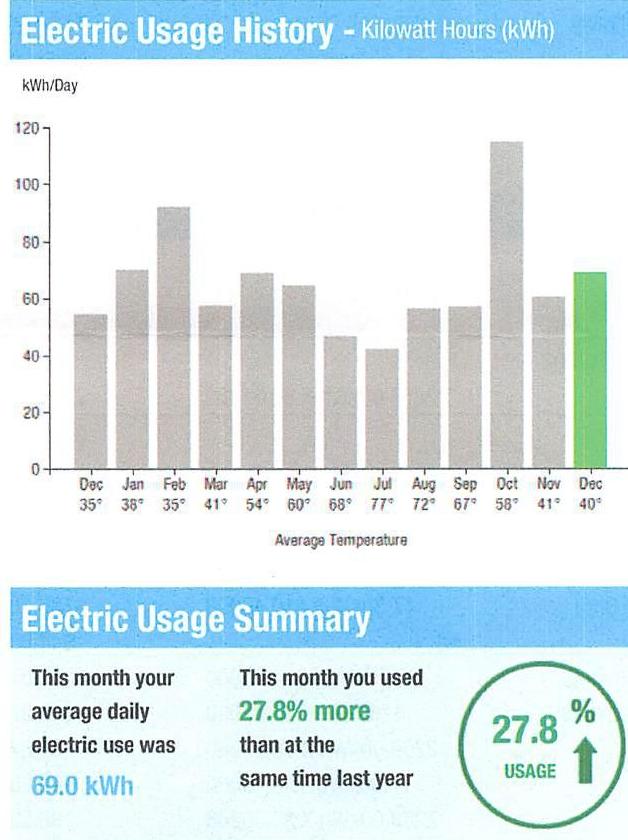 Electric Usage History - Kilowatt Hours (kWh)
kWh/Day
120
100
80
60
40
20
0
Dec Jan Feb Mar Apr May Jun Jul Aug Sep Oct Nov Dec
35° 38° 35° 41° 54° 60° 68° 77° 72° 67° 58° 41° 40°
Average Temperature
Electric Usage Summary
This month your
average daily
electric use was
69.0 kWh
This month you used
27.8% more
than at the
same time last year
27.8 %
USAGE